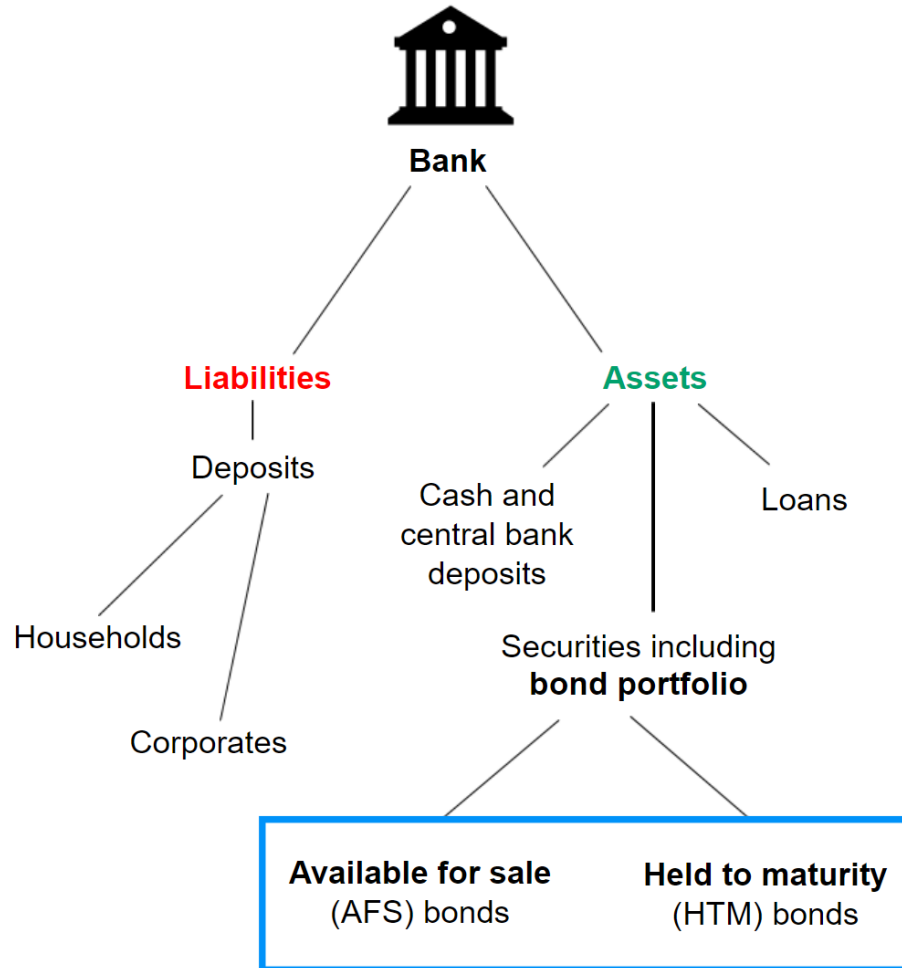 Bank
Liabilities
Assets
Deposits
Cash and
central bank
deposits
Loans
Households
Securities including
bond portfolio
Corporates
Available for sale
(AFS) bonds
Held to maturity
(HTM) bonds